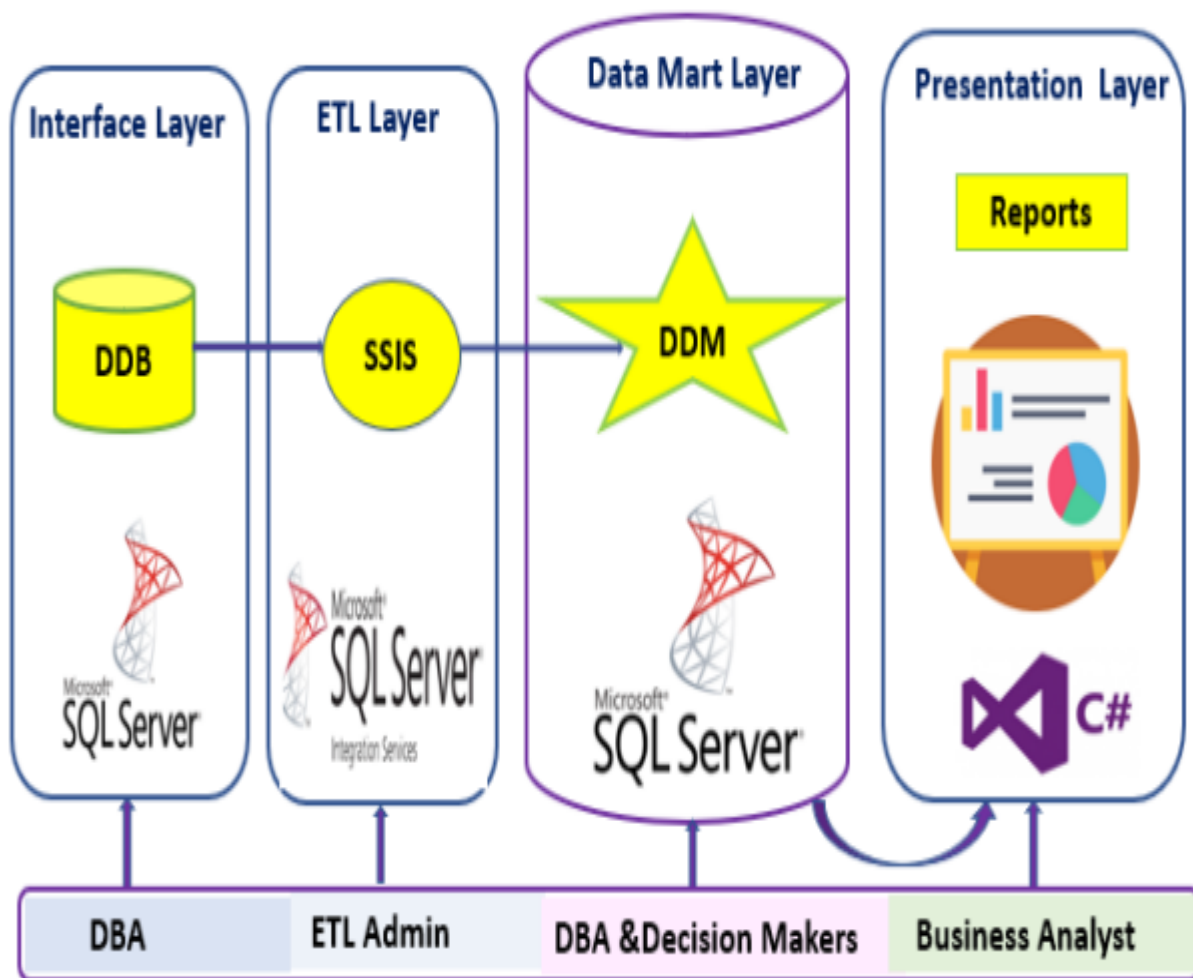 Interface Layer
ETL Layer
Data Mart Layer
Presentation Layer
DDB
SSIS
DDM
Reports
Microsoft®
SQL Server®
Microsoft®
SQL Server®
Integration Services
Microsoft®
SQL Server®
C#
DBA
ETL Admin
DBA &Decision Makers
Business Analyst